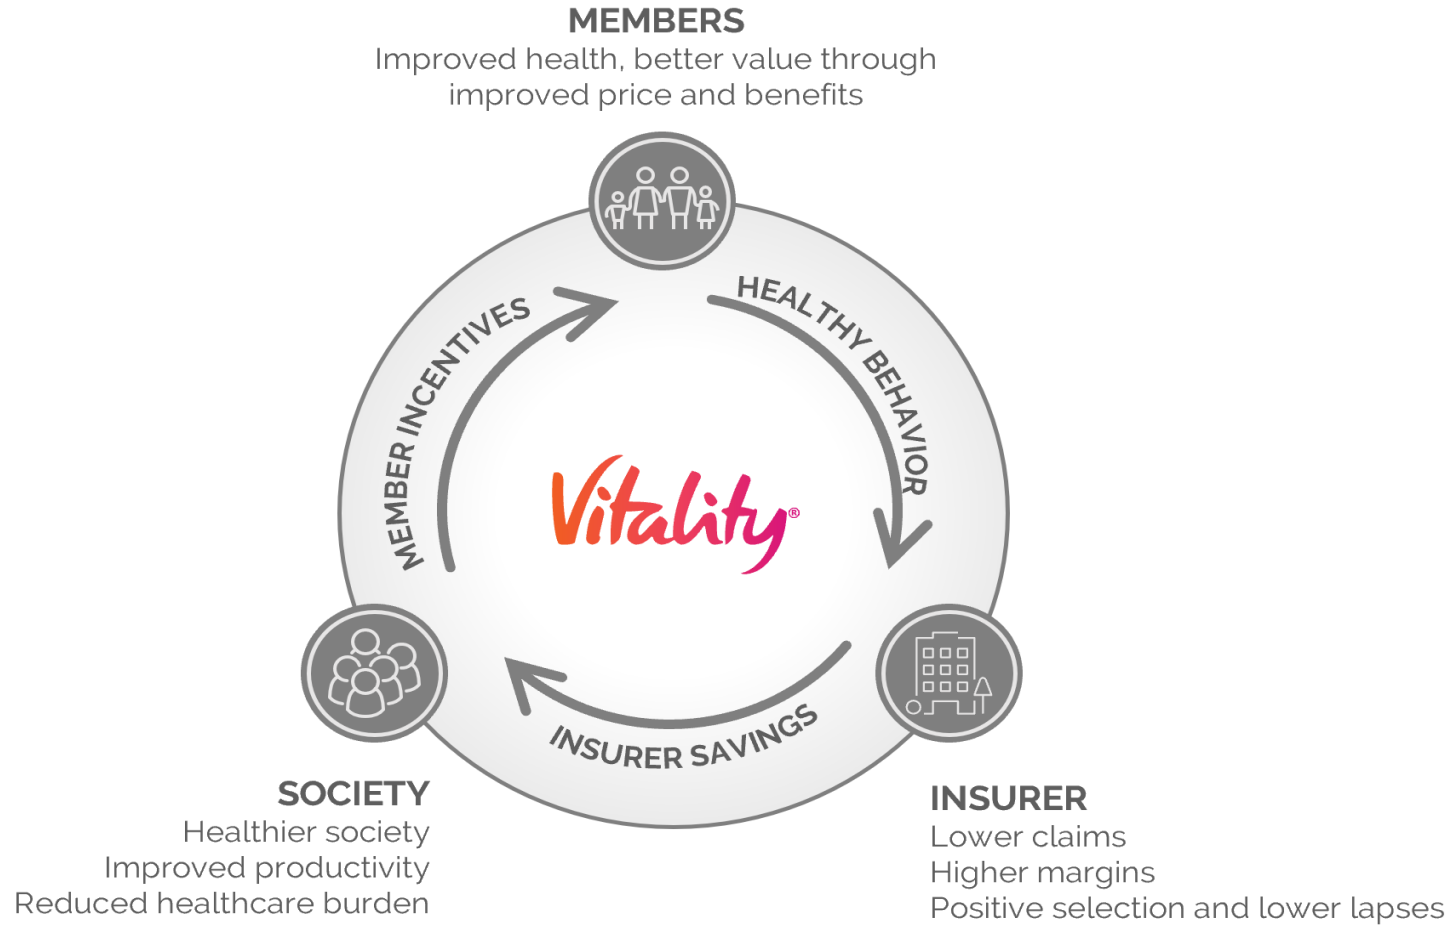 MEMBERS
Improved health, better value through
improved price and benefits
MEMBER INCENTIVES
HEALTHY BEHAVIOR
Vitality®
INSURER SAVINGS
SOCIETY
Healthier society
Improved productivity
Reduced healthcare burden
INSURER
Lower claims
Higher margins
Positive selection and lower lapses